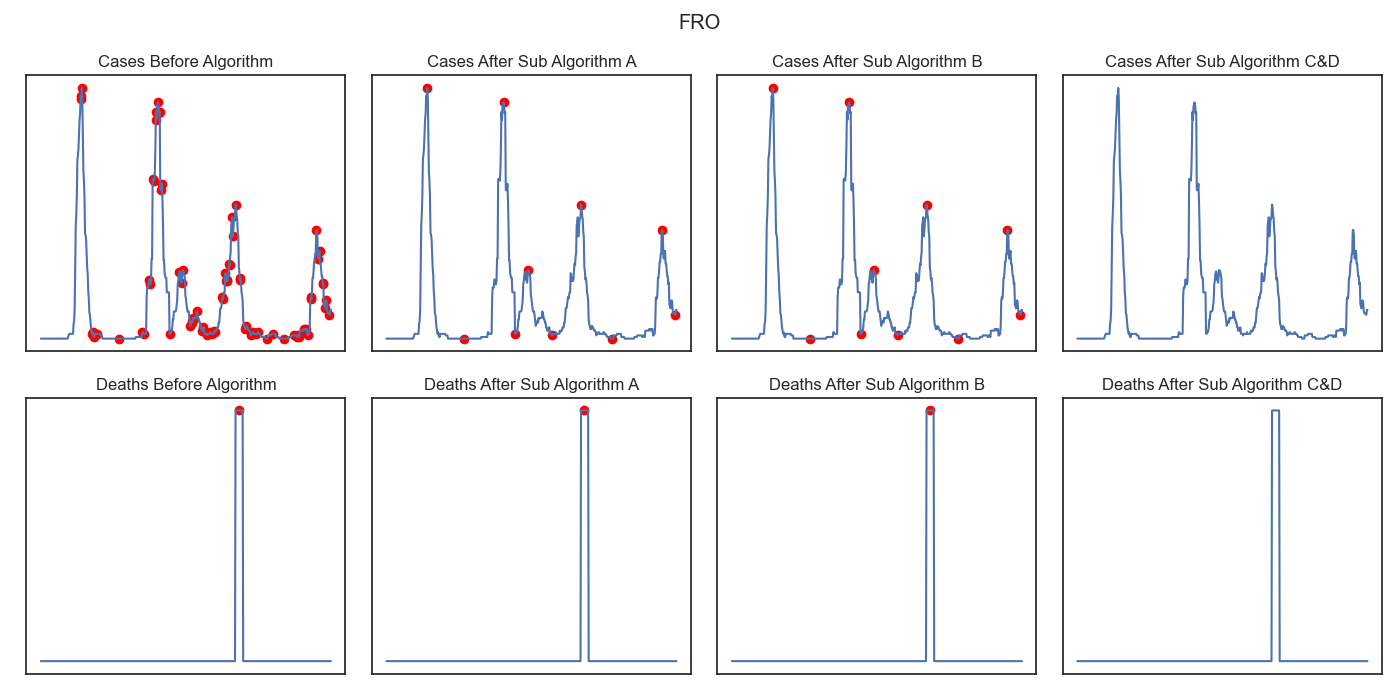 FRO
Cases Before Algorithm
Cases After Sub Algorithm A
Cases After Sub Algorithm B
Cases After Sub Algorithm C&D
Deaths Before Algorithm
Deaths After Sub Algorithm A
Deaths After Sub Algorithm B
Deaths After Sub Algorithm C&D